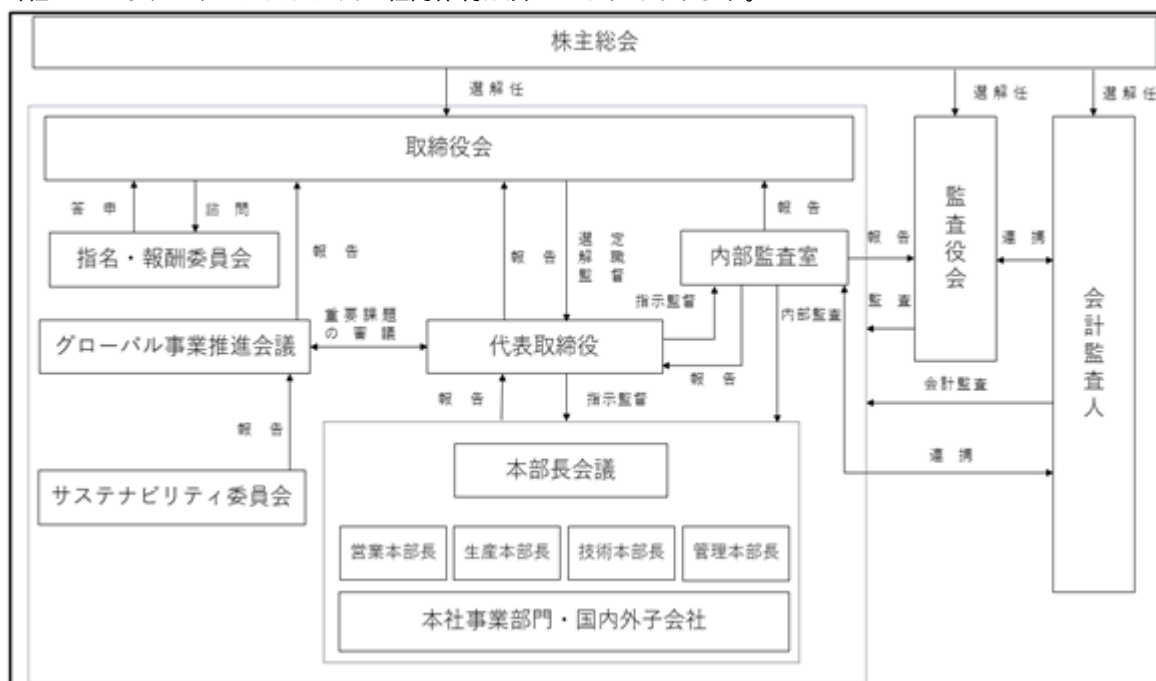 株主総会
選解任
選解任
選解任
取締役会
監査役会
会計監査人
答申
諮問
報告
報告
選定
解職
監督
報告
指名・報酬委員会
内部監査室
報告
連携
指示監督
内部監査
監査
グローバル事業推進会議
重要課題
の審議
代表取締役
報告
報告
指示監督
会計監査
報告
連携
サステナビリティ委員会
本部長会議
営業本部長
生産本部長
技術本部長
管理本部長
本社事業部門・国内外子会社